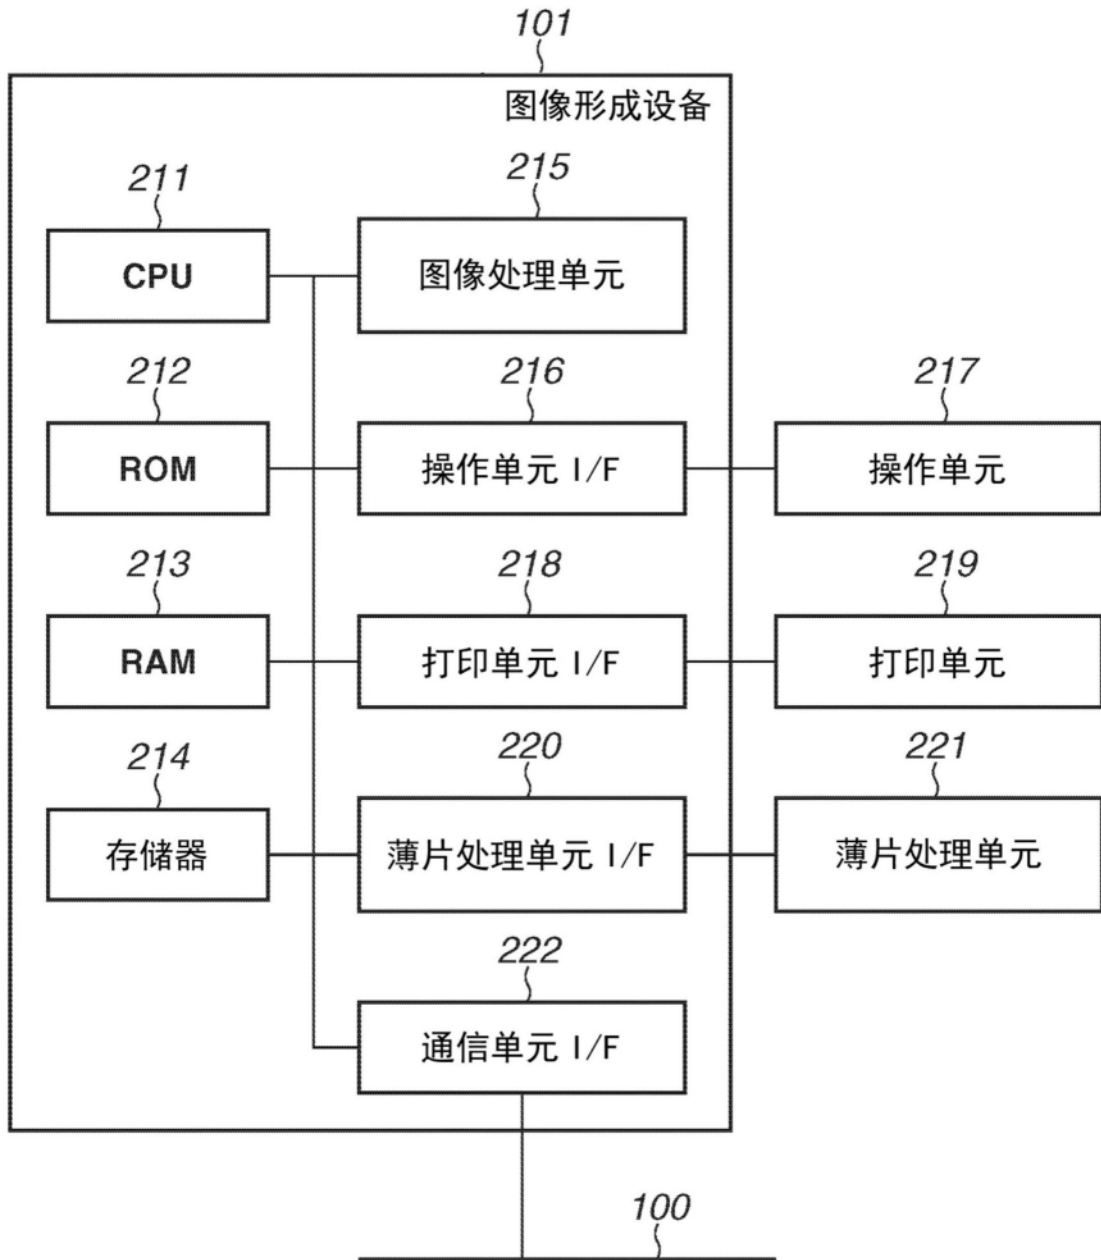 101
图像形成设备
211
215
CPU
图像处理单元
212
216
217
ROM
操作单元 I/F
操作单元
213
218
219
RAM
打印单元 I/F
打印单元
214
220
221
存储器
薄片处理单元 I/F
薄片处理单元
222
通信单元 I/F
100